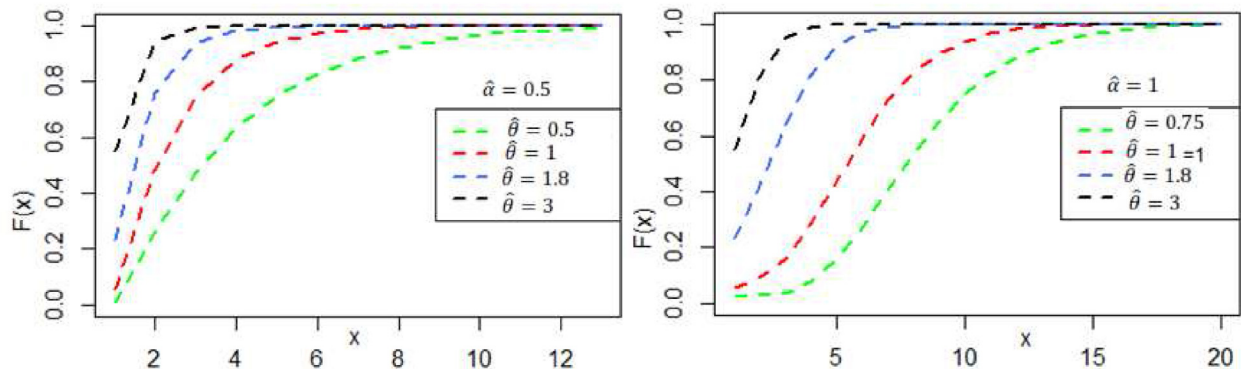 F(x)
1.0
0.8
0.6
0.4
0.2
0.0
α̂ = 0.5
θ̂ = 0.5
θ̂ = 1
θ̂ = 1.8
θ̂ = 3
2
4
6
8
10
12
x
F(x)
1.0
0.8
0.6
0.4
0.2
0.0
α̂ = 1
θ̂ = 0.75
θ̂ = 1 =1
θ̂ = 1.8
θ̂ = 3
5
10
15
20
x